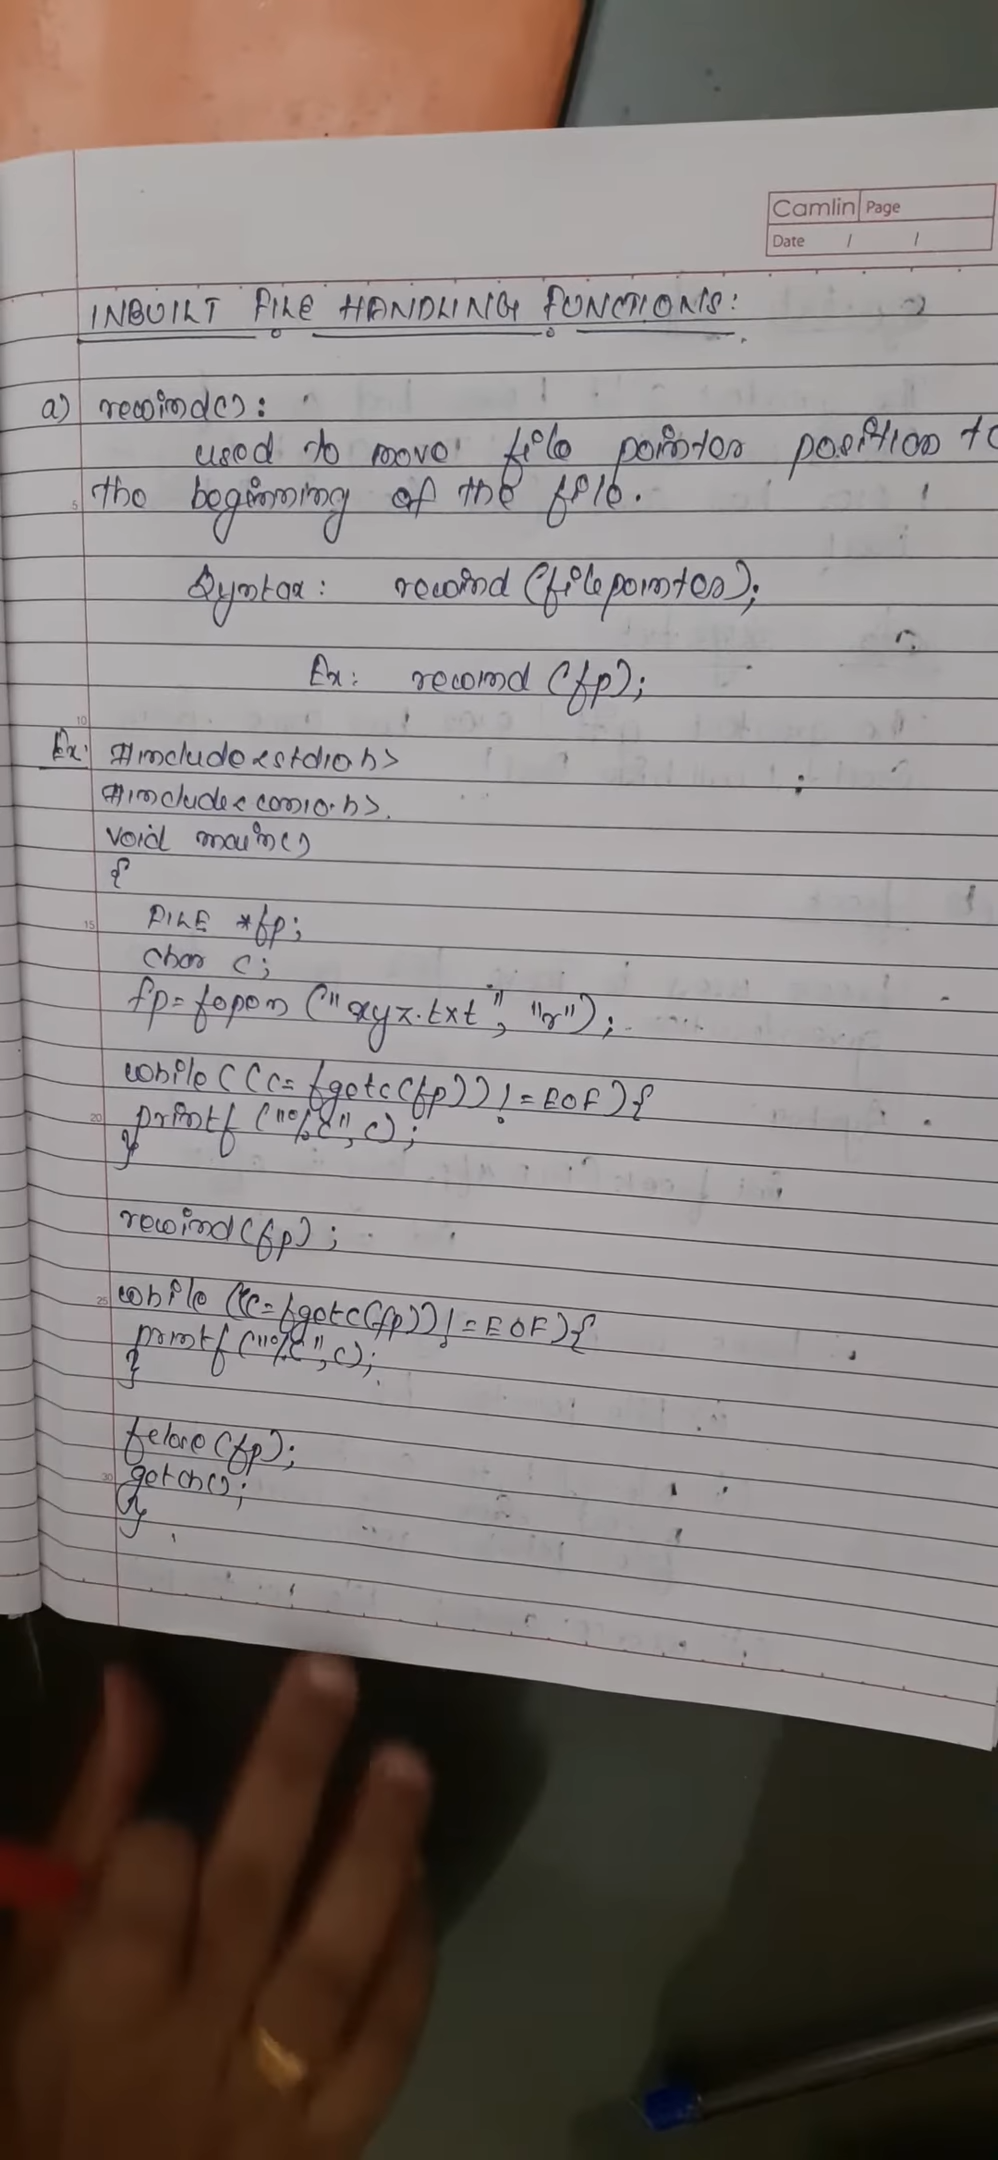 Camlin Page
Date / /
INBUILT FILE HANDLING FUNCTIONS:
a) rewind():
used to move file pointer position to
the beginning of the file.
Syntax: rewind (filepointer);
Ex: rewind (fp);
Ex: #include<stdio.h>
#include<conio.h>
void main()
{
FILE *fp;
char c;
fp=fopen ("xyz.txt", "r");
while ((c=fgetc(fp))!=EOF){
printf ("%c", c);
}
rewind(fp);
while ((c=fgetc(fp))!=EOF){
printf ("%c", c);
}
fclose (fp);
getch();
}